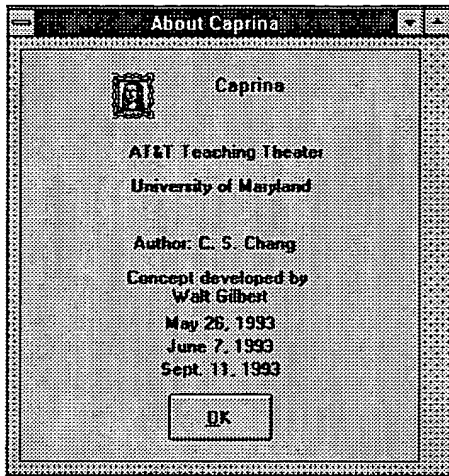 About Caprina
Caprina
AT&T Teaching Theater
University of Maryland
Author: C. S. Chang
Concept developed by
Walt Gilbert
May 26, 1993
June 7, 1993
Sept. 11, 1993
OK